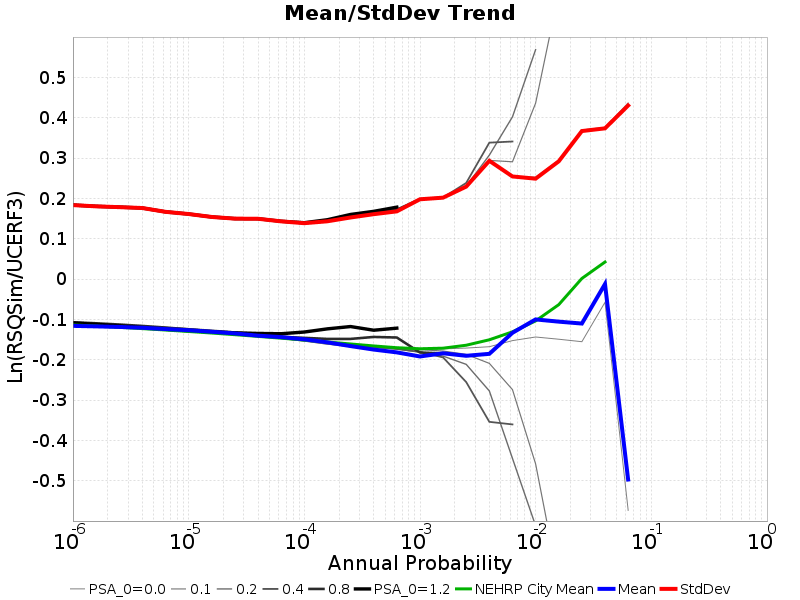 Mean/StdDev Trend
Ln(RSQSim/UCERF3)
0.5
0.4
0.3
0.2
0.1
0
-0.1
-0.2
-0.3
-0.4
-0.5
10^-6 10^-5 10^-4 10^-3 10^-2 10^-1 10^0
Annual Probability
PSA_0=0.0 0.1 0.2 0.4 0.8 PSA_0=1.2 NEHRP City Mean Mean StdDev